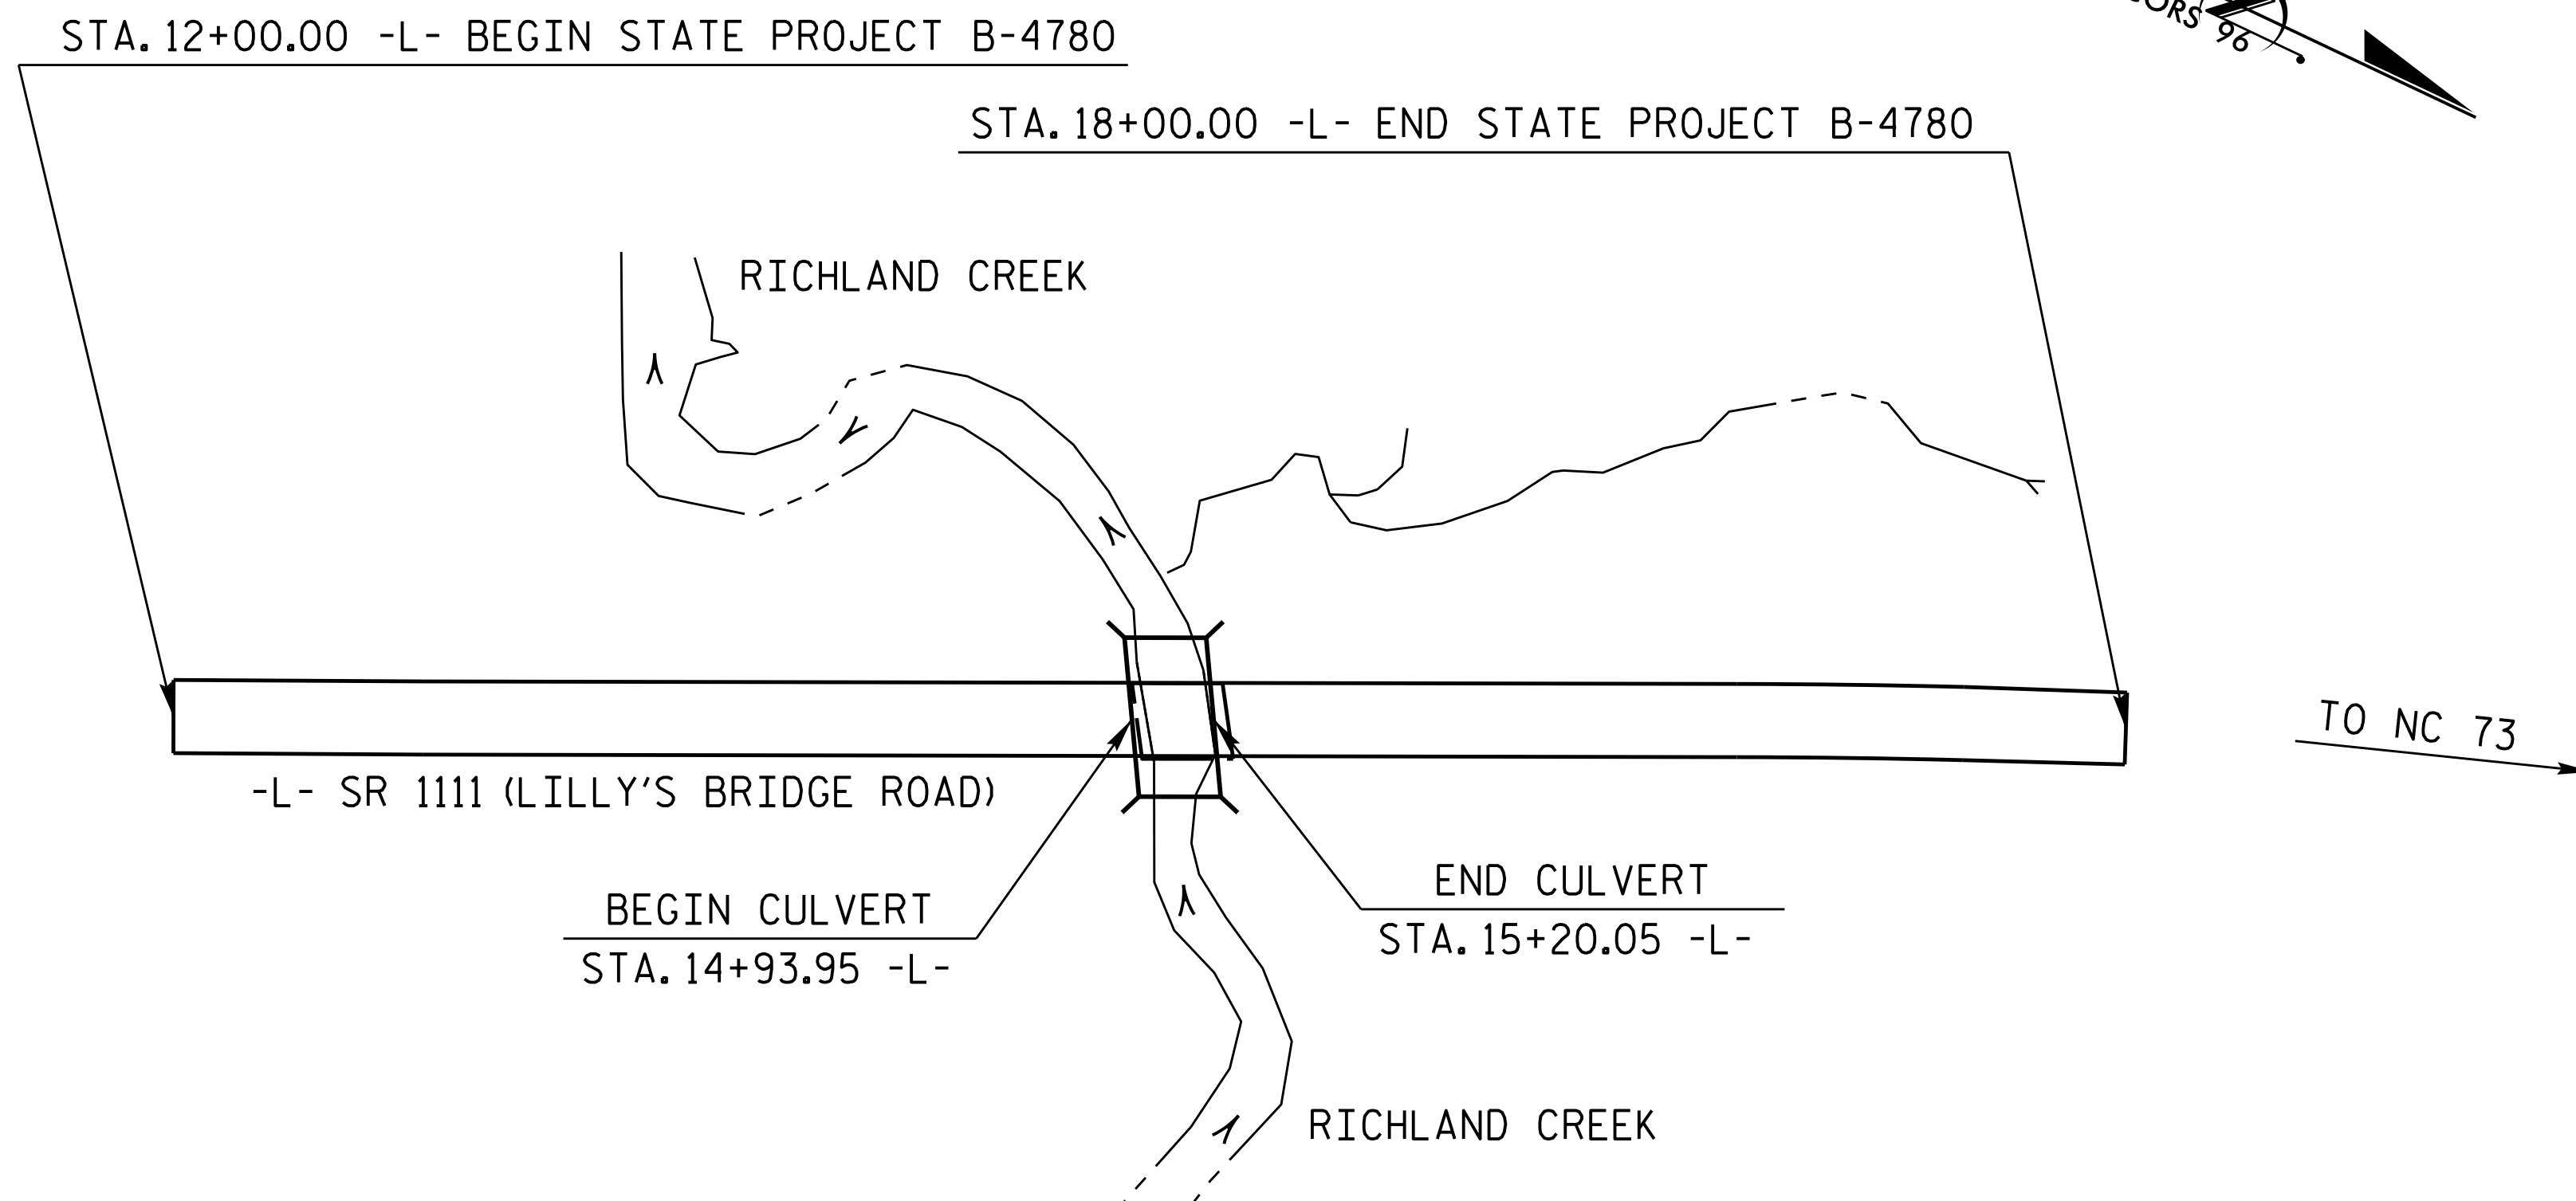 STA. 12+00.00 -L- BEGIN STATE PROJECT B-4780
96
STA. 18+00.00 -L- END STATE PROJECT B-4780
RICHLAND CREEK
TO NC 73
-L- SR 1111 (LILLY'S BRIDGE ROAD)
BEGIN CULVERT
STA. 14+93.95 -L-
END CULVERT
STA. 15+20.05 -L-
RICHLAND CREEK